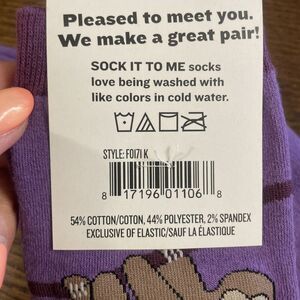 Pleased to meet you.
We make a great pair!
SOCK IT TO ME socks
love being washed with
like colors in cold water.
STYLE: F0171 K
8 17196 01106 8
54% COTTON/COTON, 44% POLYESTER, 2% SPANDEX
EXCLUSIVE OF ELASTIC/SAUF LA ÉLASTIQUE